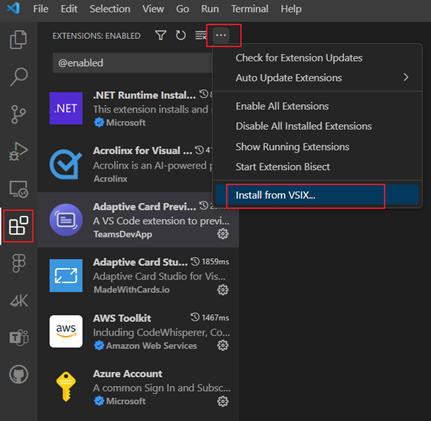 File Edit Selection View Go Run Terminal Help
EXTENSIONS: ENABLED
@enabled
Check for Extension Updates
Auto Update Extensions
Enable All Extensions
Disable All Installed Extensions
Show Running Extensions
Start Extension Bisect
Install from VSIX...
.NET
.NET Runtime Instal...
This extension installs and
Microsoft
Acrolinx for Visual ...
Acrolinx is an AI-powered p
Acrolinx
Adaptive Card Previ...
A VS Code extension to previ...
TeamsDevApp
Adaptive Card Stu... 1859ms
Adaptive Card Studio for Vis...
MadeWithCards.io
aws
AWS Toolkit 1467ms
Including CodeWhisperer, Co...
Amazon Web Services
Azure Account
A common Sign In and Subsc...
Microsoft